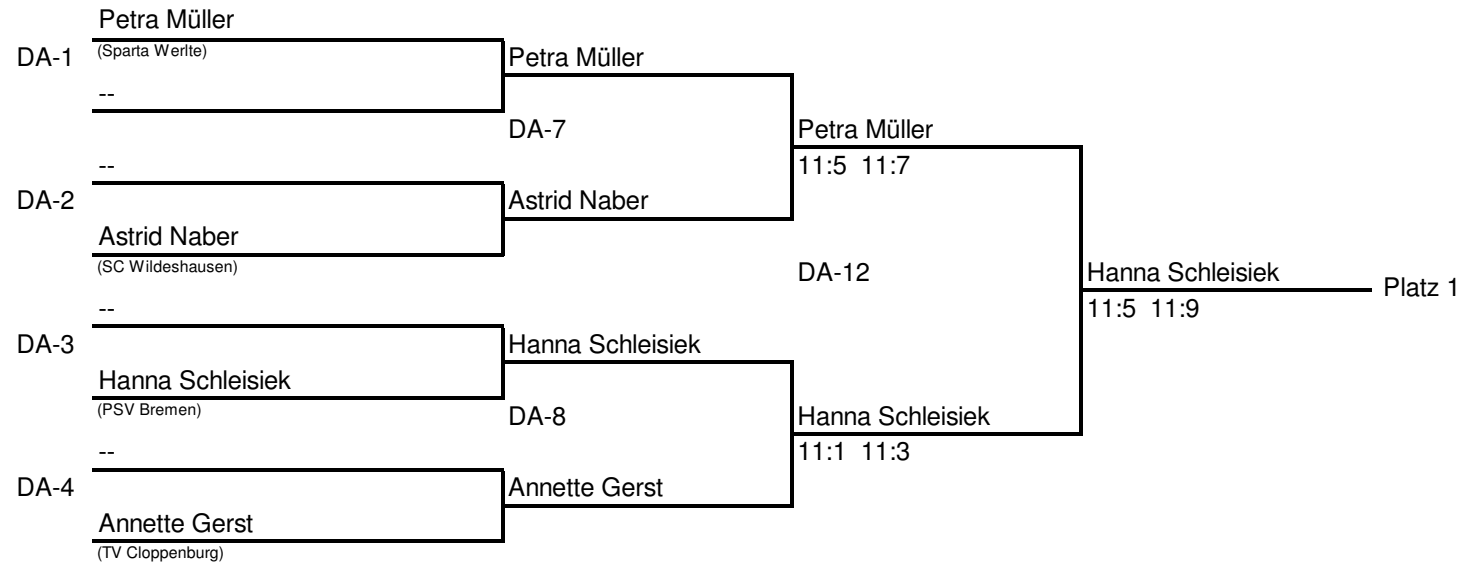 Petra Müller
DA-1 (Sparta Werlte) Petra Müller
--
DA-7 Petra Müller
-- 11:5 11:7
DA-2 Astrid Naber
Astrid Naber
(SC Wildeshausen) DA-12 Hanna Schleisiek Platz 1
-- 11:5 11:9
DA-3 Hanna Schleisiek
Hanna Schleisiek
(PSV Bremen) DA-8 Hanna Schleisiek
-- 11:1 11:3
DA-4 Annette Gerst
Annette Gerst
(TV Cloppenburg)